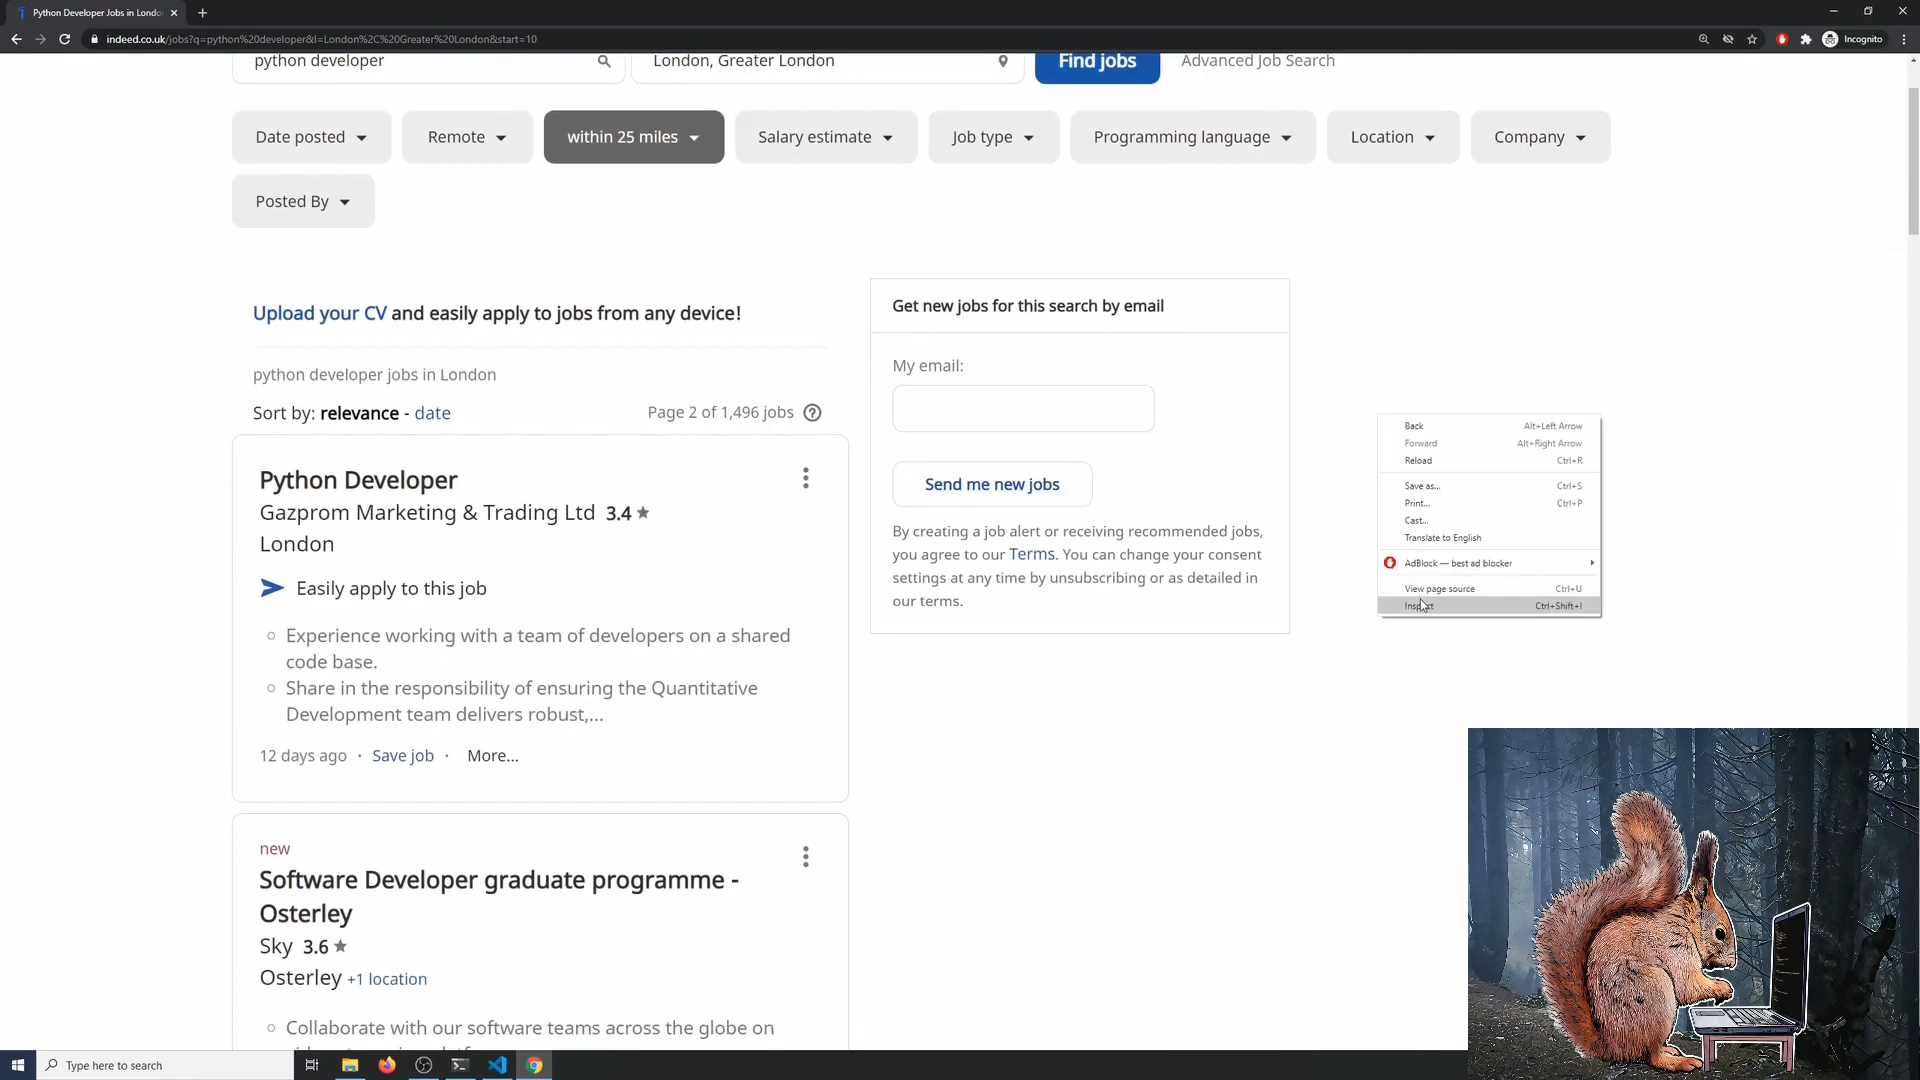 Python Developer Jobs in Londo
indeed.co.uk/jobs?q=python%20developer&l=London%2C%20Greater%20London&start=10
Incognito
python developer
London, Greater London
Find jobs
Advanced Job Search
Date posted
Remote
within 25 miles
Salary estimate
Job type
Programming language
Location
Company
Posted By
Upload your CV and easily apply to jobs from any device!
python developer jobs in London
Sort by: relevance - date
Page 2 of 1,496 jobs
Python Developer
Gazprom Marketing & Trading Ltd 3.4
London
Easily apply to this job
Experience working with a team of developers on a shared
code base.
Share in the responsibility of ensuring the Quantitative
Development team delivers robust,...
12 days ago · Save job · More...
new
Software Developer graduate programme -
Osterley
Sky 3.6
Osterley +1 location
Collaborate with our software teams across the globe on
Get new jobs for this search by email
My email:
Send me new jobs
By creating a job alert or receiving recommended jobs,
you agree to our Terms. You can change your consent
settings at any time by unsubscribing or as detailed in
our terms.
Back Alt+Left Arrow
Forward Alt+Right Arrow
Reload Ctrl+R
Save as... Ctrl+S
Print... Ctrl+P
Cast...
Translate to English
AdBlock — best ad blocker
View page source Ctrl+U
Inspect Ctrl+Shift+I
Type here to search